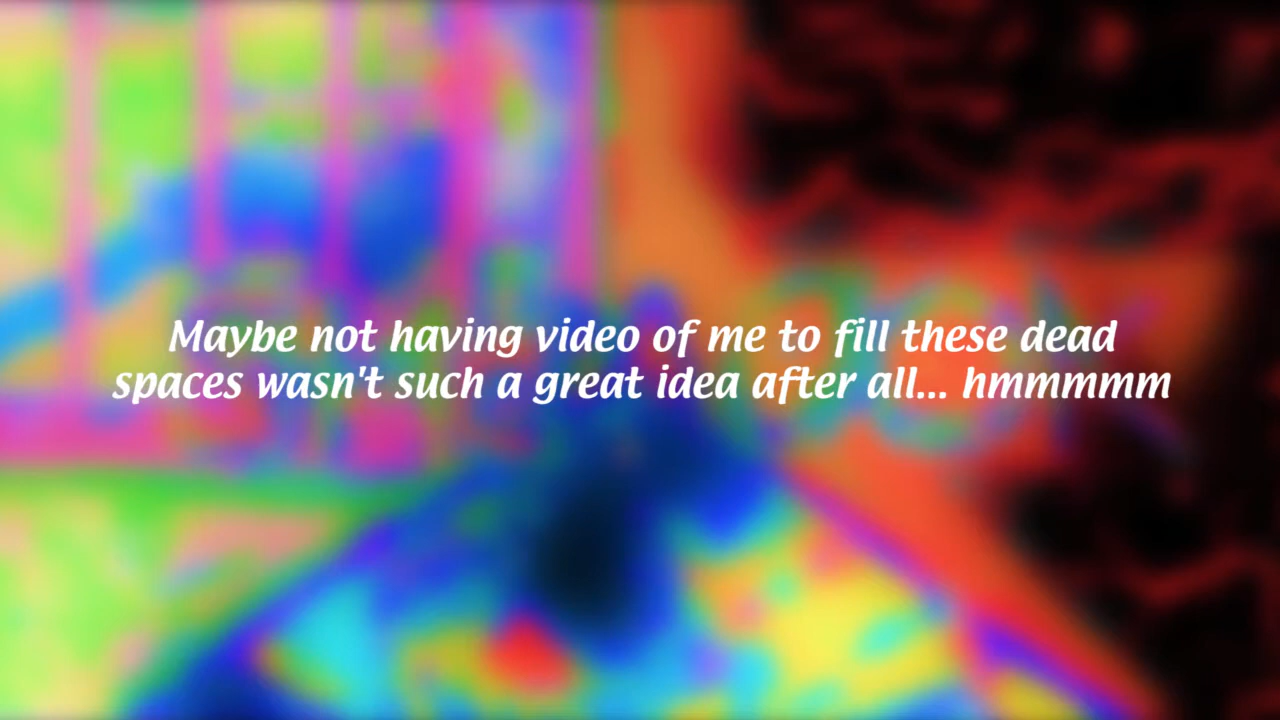 Maybe not having video of me to fill these dead
spaces wasn't such a great idea after all... hmmmmm